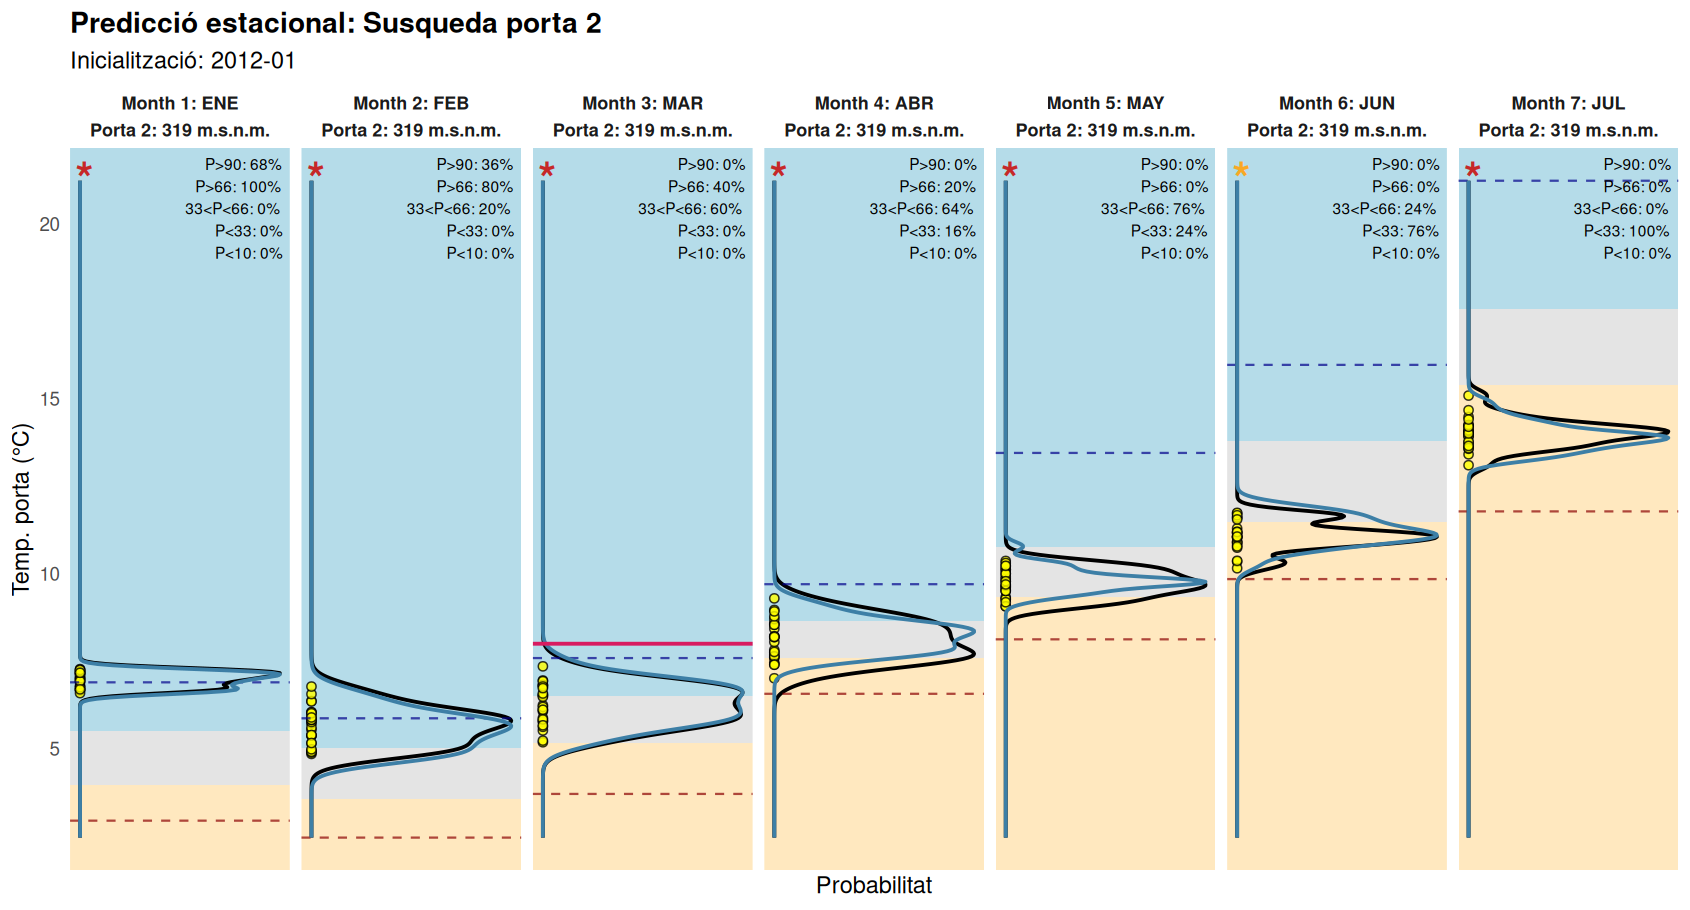 Predicció estacional: Susqueda porta 2
Inicialització: 2012-01
Month 1: ENE
Porta 2: 319 m.s.n.m.
Month 2: FEB
Porta 2: 319 m.s.n.m.
Month 3: MAR
Porta 2: 319 m.s.n.m.
Month 4: ABR
Porta 2: 319 m.s.n.m.
Month 5: MAY
Porta 2: 319 m.s.n.m.
Month 6: JUN
Porta 2: 319 m.s.n.m.
Month 7: JUL
Porta 2: 319 m.s.n.m.
*
P>90: 68%
P>66: 100%
33<P<66: 0%
P<33: 0%
P<10: 0%
*
P>90: 36%
P>66: 80%
33<P<66: 20%
P<33: 0%
P<10: 0%
*
P>90: 0%
P>66: 40%
33<P<66: 60%
P<33: 0%
P<10: 0%
*
P>90: 0%
P>66: 20%
33<P<66: 64%
P<33: 16%
P<10: 0%
*
P>90: 0%
P>66: 0%
33<P<66: 76%
P<33: 24%
P<10: 0%
*
P>90: 0%
P>66: 0%
33<P<66: 24%
P<33: 76%
P<10: 0%
*
P>90: 0%
P>66: 0%
33<P<66: 0%
P<33: 100%
P<10: 0%
20
15
10
5
Temp. porta (°C)
Probabilitat